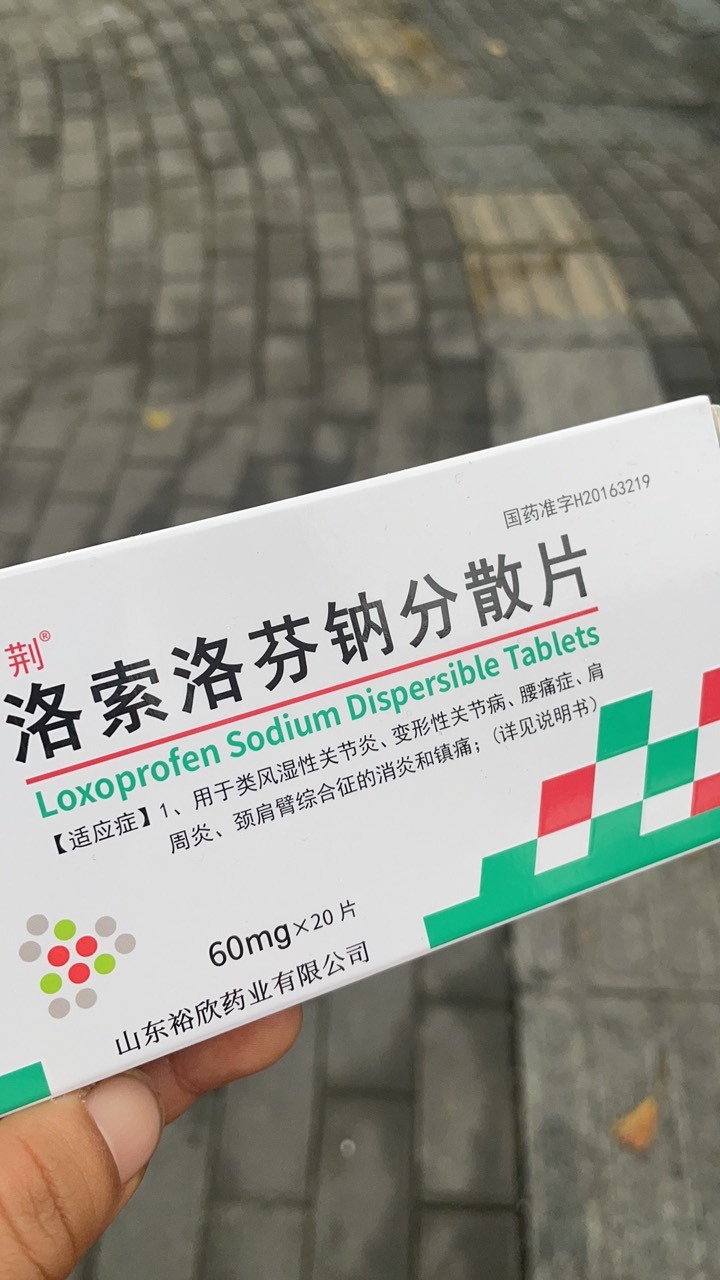 国药准字H20163219
荆®
洛索洛芬钠分散片
Loxoprofen Sodium Dispersible Tablets
【适应症】1、用于类风湿性关节炎、变形性关节病、腰痛症、肩
周炎、颈肩臂综合征的消炎和镇痛；（详见说明书）
60mg×20片
山东裕欣药业有限公司